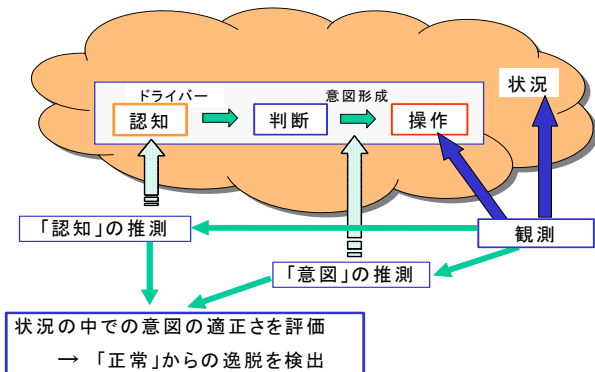 状況
ドライバー
意図形成
認知
判断
操作
「認知」の推測
観測
「意図」の推測
状況の中での意図の適正さを評価
→ 「正常」からの逸脱を検出